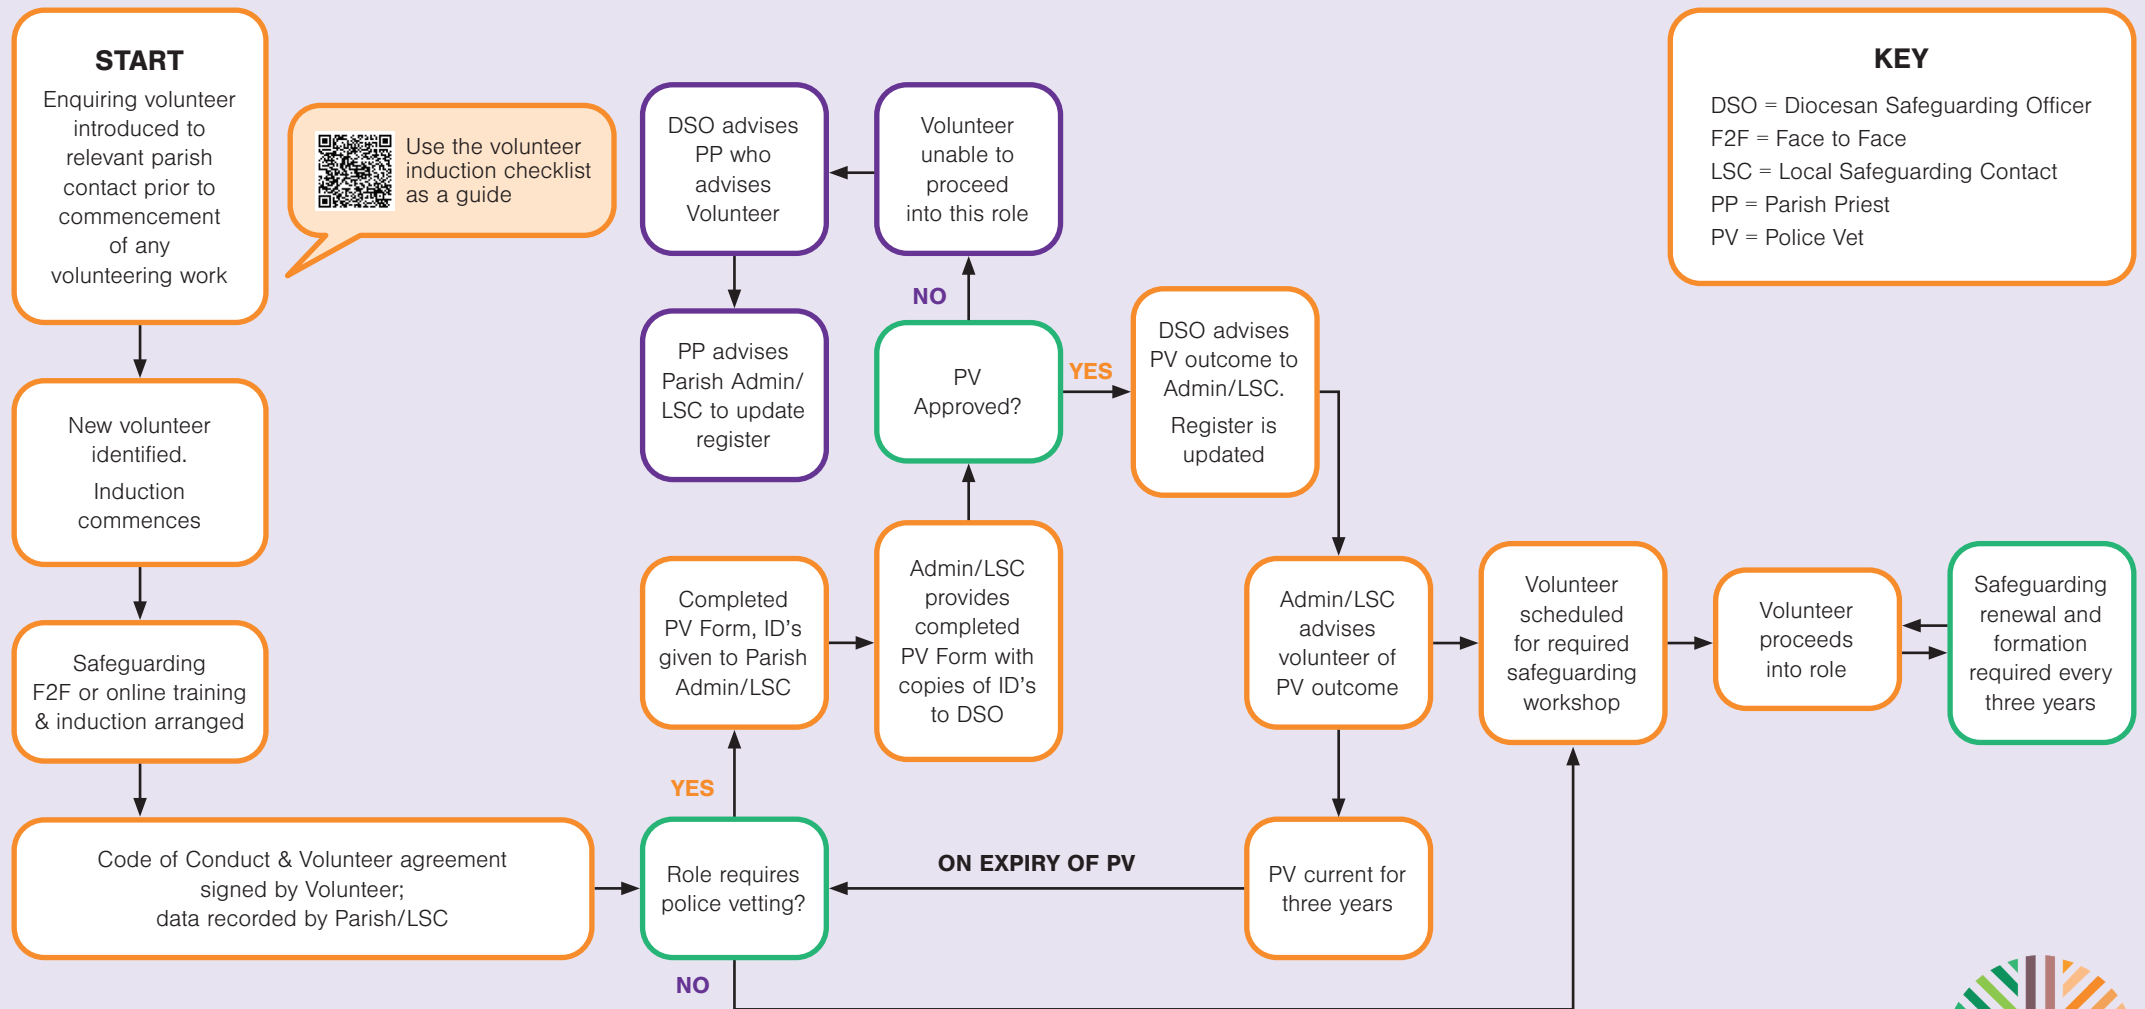 START
Enquiring volunteer
introduced to
relevant parish
contact prior to
commencement
of any
volunteering work
Use the volunteer
induction checklist
as a guide
New volunteer
identified.
Induction
commences
Safeguarding
F2F or online training
& induction arranged
Code of Conduct & Volunteer agreement
signed by Volunteer;
data recorded by Parish/LSC
Role requires
police vetting?
YES
NO
Completed
PV Form, ID's
given to Parish
Admin/LSC
Admin/LSC
provides
completed
PV Form with
copies of ID's
to DSO
PV
Approved?
NO
YES
Volunteer
unable to
proceed
into this role
DSO advises
PP who
advises
Volunteer
PP advises
Parish Admin/
LSC to update
register
DSO advises
PV outcome to
Admin/LSC.
Register is
updated
Admin/LSC
advises
volunteer of
PV outcome
PV current for
three years
ON EXPIRY OF PV
Volunteer
scheduled
for required
safeguarding
workshop
Volunteer
proceeds
into role
Safeguarding
renewal and
formation
required every
three years
KEY
DSO = Diocesan Safeguarding Officer
F2F = Face to Face
LSC = Local Safeguarding Contact
PP = Parish Priest
PV = Police Vet